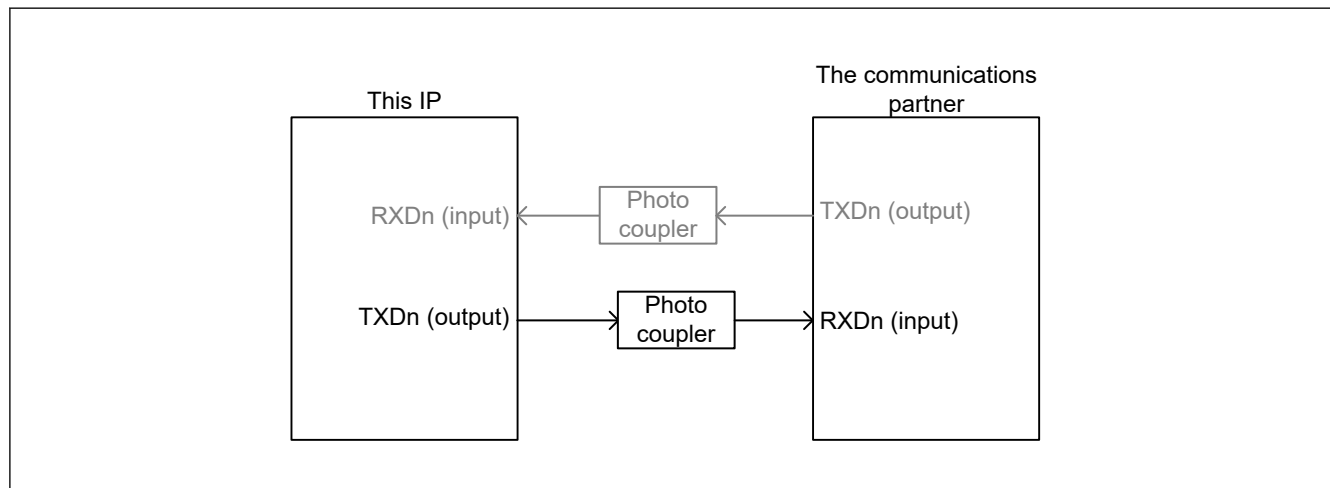 This IP
The communications
partner
RXDn (input)
Photo
coupler
TXDn (output)
TXDn (output)
Photo
coupler
RXDn (input)